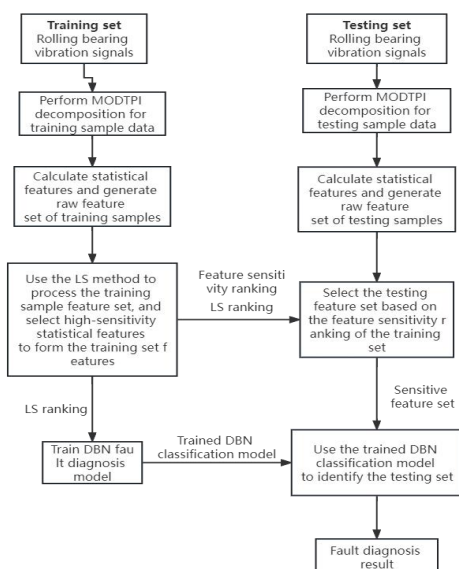 Training set
Rolling bearing
vibration signals
Testing set
Rolling bearing
vibration signals
Perform MODTPI
decomposition for
training sample data
Perform MODTPI
decomposition for
testing sample data
Calculate statistical
features and generate
raw feature
set of training samples
Calculate statistical
features and generate
raw feature
set of testing samples
Use the LS method to
process the training
sample feature set, and
select high-sensitivity
statistical features
to form the training set f
eatures
Feature sensiti
vity ranking
LS ranking
Select the testing
feature set based on
the feature sensitivity r
anking of the training
set
LS ranking
Sensitive
feature set
Train DBN fau
lt diagnosis
model
Trained DBN
classification model
Use the trained DBN
classification model
to identify the testing set
Fault diagnosis
result